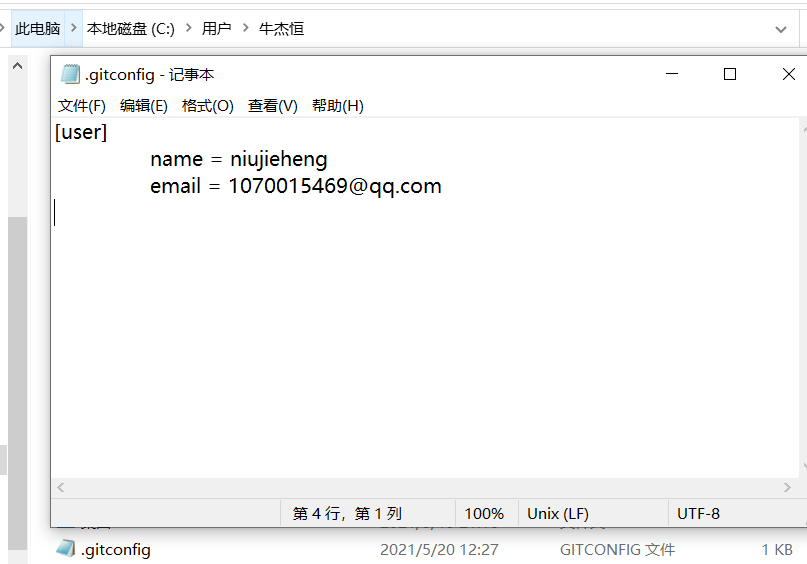 此电脑 > 本地磁盘 (C:) > 用户 > 牛杰恒
.gitconfig - 记事本
文件(F) 编辑(E) 格式(O) 查看(V) 帮助(H)
[user]
name = niujieheng
email = 1070015469@qq.com
第 4 行，第 1 列 100% Unix (LF) UTF-8
.gitconfig 2021/5/20 12:27 GITCONFIG 文件 1 KB